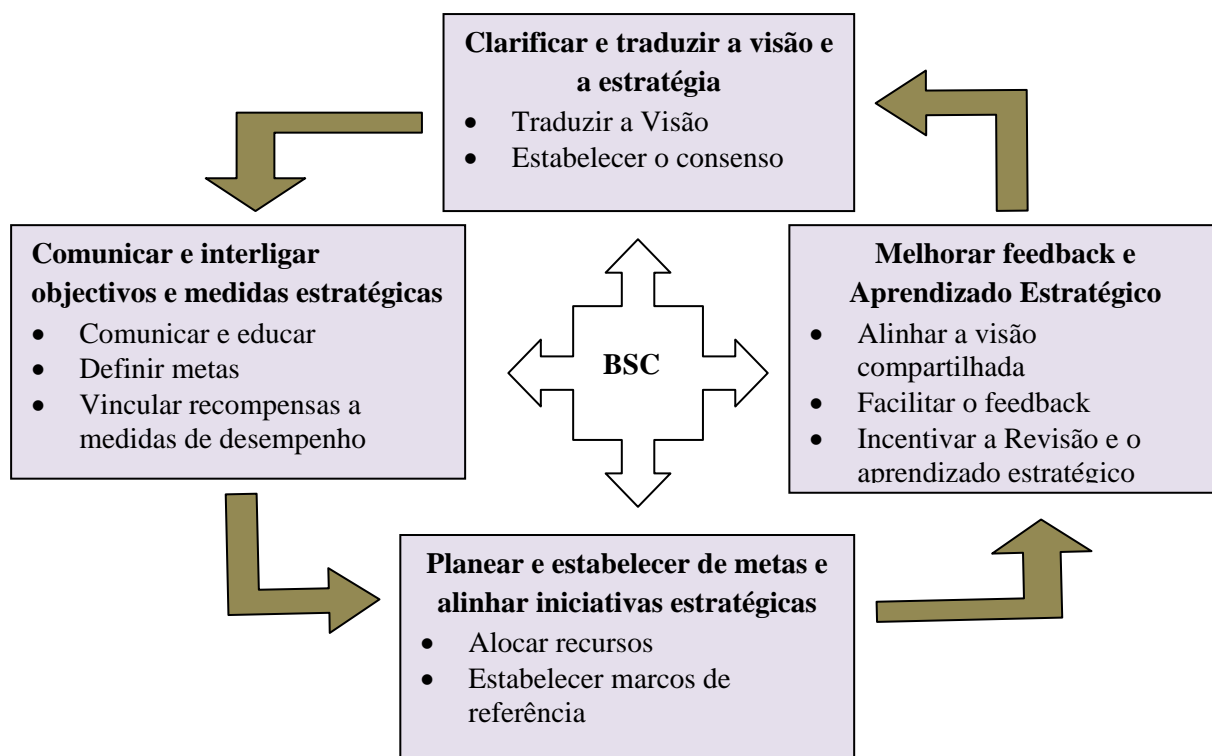 Clarificar e traduzir a visão e
a estratégia
• Traduzir a Visão
• Estabelecer o consenso
Comunicar e interligar
objectivos e medidas estratégicas
• Comunicar e educar
• Definir metas
• Vincular recompensas a
medidas de desempenho
BSC
Melhorar feedback e
Aprendizado Estratégico
• Alinhar a visão
compartilhada
• Facilitar o feedback
• Incentivar a Revisão e o
aprendizado estratégico
Planear e estabelecer de metas e
alinhar iniciativas estratégicas
• Alocar recursos
• Estabelecer marcos de
referência